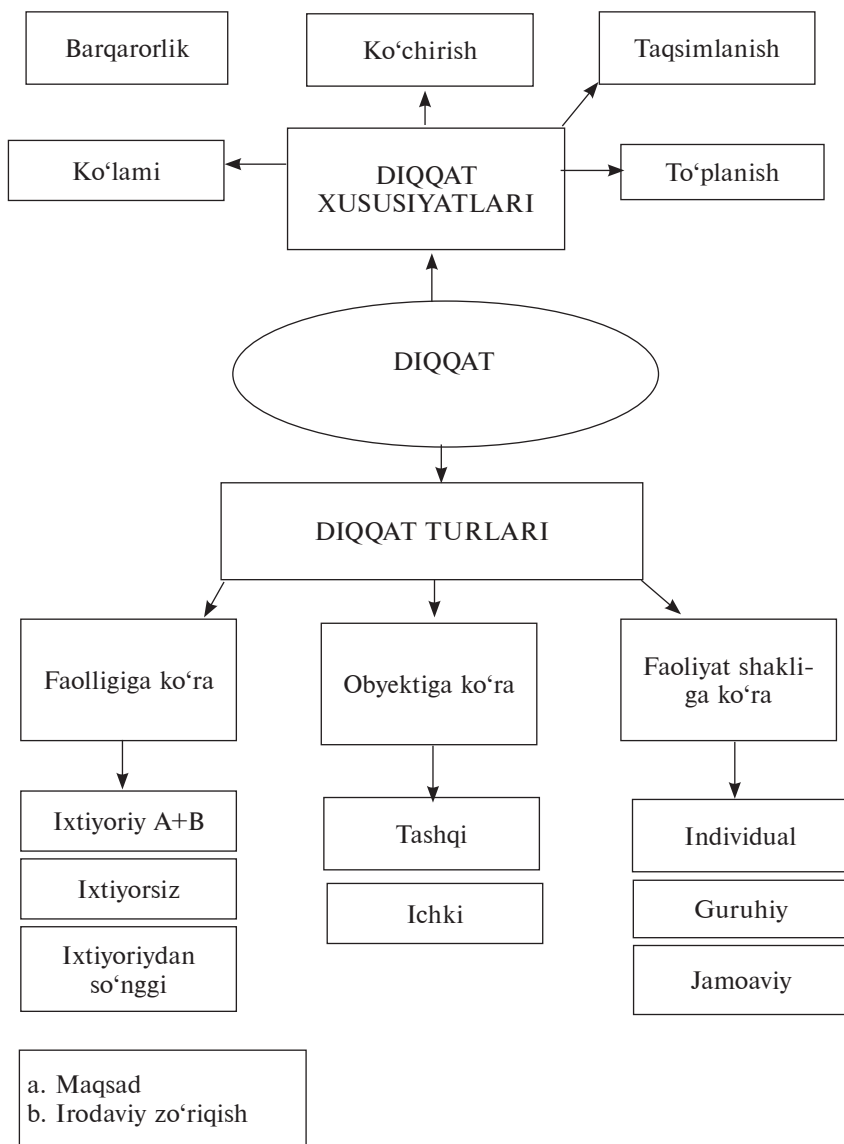 Barqarorlik
Ko‘chirish
Taqsimlanish
Ko‘lami
DIQQAT
XUSUSIYATLARI
To‘planish
DIQQAT
DIQQAT TURLARI
Faolligiga ko‘ra
Obyektiga ko‘ra
Faoliyat shakli-
ga ko‘ra
Ixtiyoriy A+B
Ixtiyorsiz
Ixtiyoriydan
so‘nggi
Tashqi
Ichki
Individual
Guruhiy
Jamoaviy
a. Maqsad
b. Irodaviy zo‘riqish